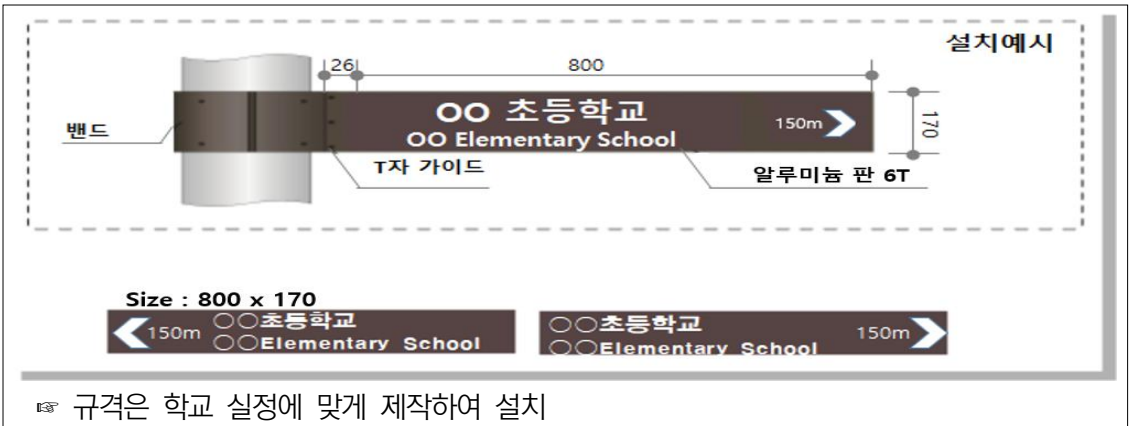 설치예시
26
800
OO 초등학교
OO Elementary School
150m
170
밴드
T자 가이드
알루미늄 판 6T
Size : 800 x 170
150m
○○초등학교
○○Elementary School
○○초등학교
○○Elementary School
150m
☞ 규격은 학교 실정에 맞게 제작하여 설치